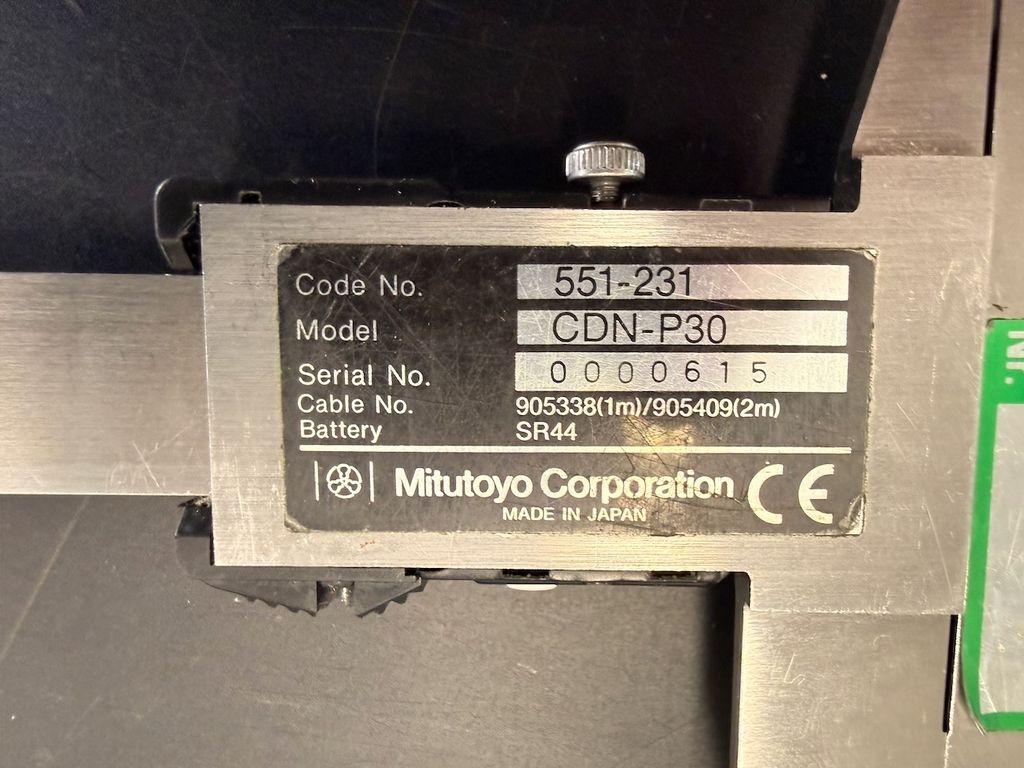 Code No. 551-231
Model CDN-P30
Serial No. 0000615
Cable No. 905338(1m)/905409(2m)
Battery SR44
Mitutoyo Corporation CE
MADE IN JAPAN
Nr.